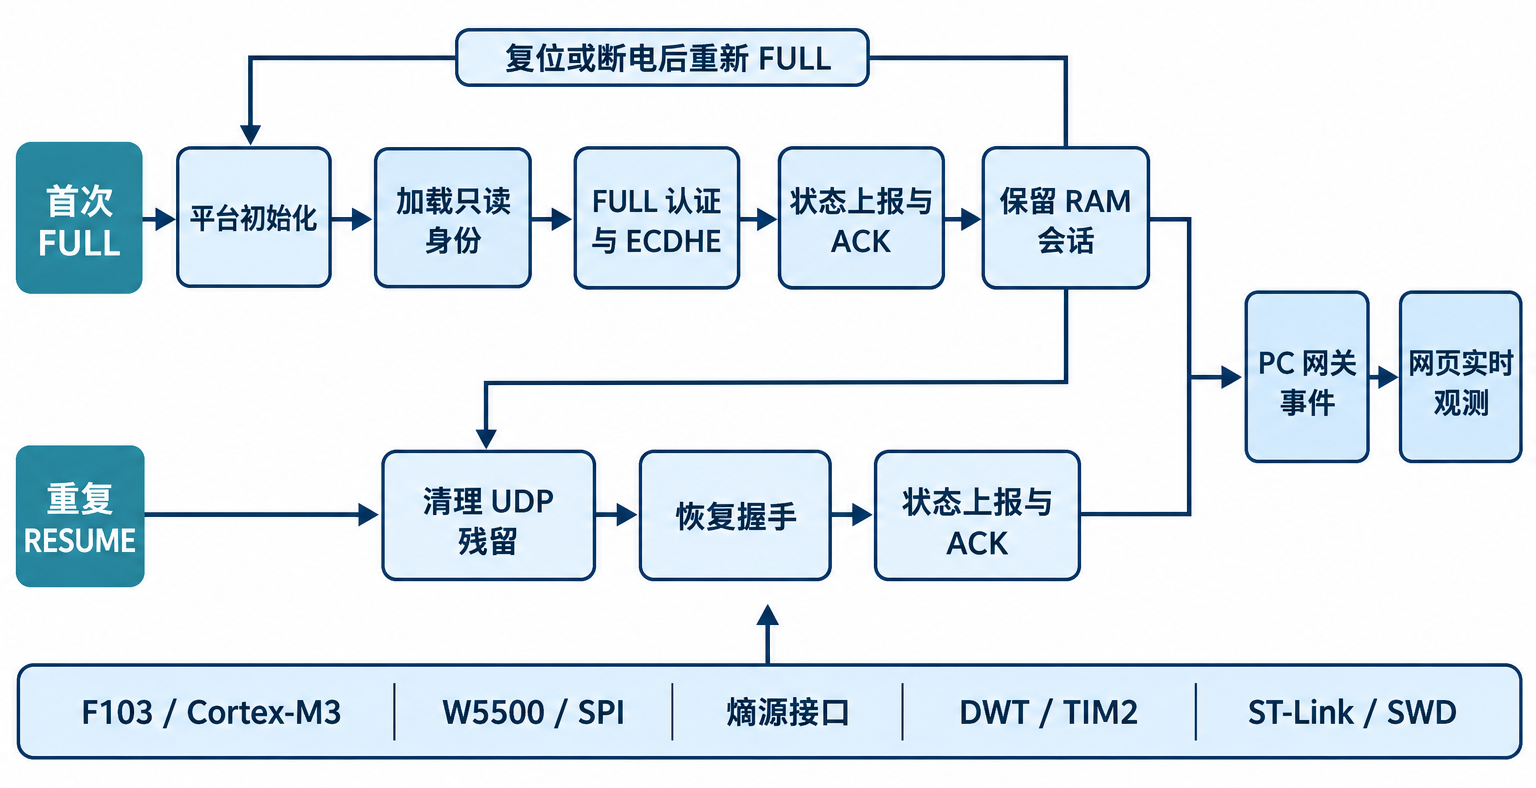 复位或断电后重新 FULL
首次
FULL
平台初始化
加载只读
身份
FULL 认证
与 ECDHE
状态上报与
ACK
保留 RAM
会话
PC 网关
事件
网页实时
观测
重复
RESUME
清理 UDP
残留
恢复握手
状态上报与
ACK
F103 / Cortex-M3
W5500 / SPI
熵源接口
DWT / TIM2
ST-Link / SWD